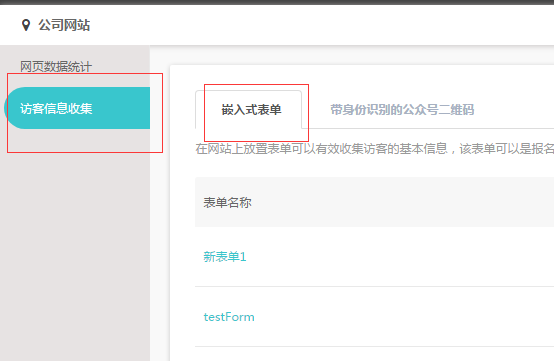 公司网站
网页数据统计
访客信息收集
嵌入式表单
带身份识别的公众号二维码
在网站上放置表单可以有效收集访客的基本信息，该表单可以是报名
表单名称
新表单1
testForm